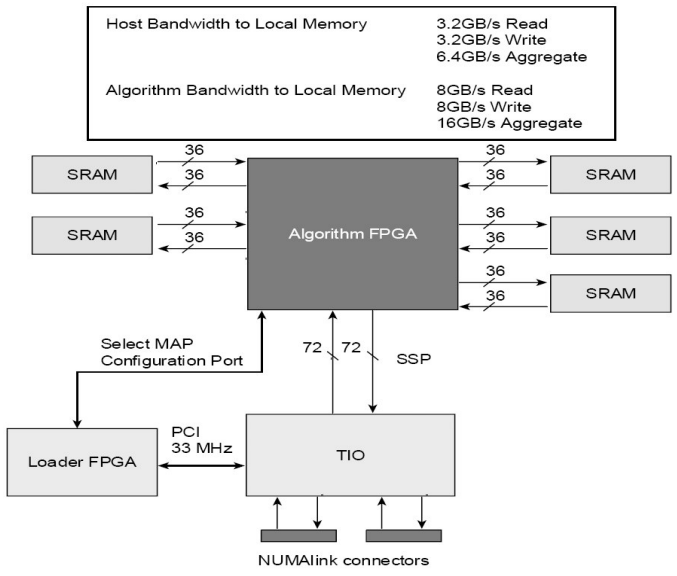 Host Bandwidth to Local Memory 3.2GB/s Read
3.2GB/s Write
6.4GB/s Aggregate
Algorithm Bandwidth to Local Memory 8GB/s Read
8GB/s Write
16GB/s Aggregate
36 36
SRAM 36 36 SRAM
36 36
SRAM 36 Algorithm FPGA 36 SRAM
36
36 SRAM
Select MAP
Configuration Port
72 72 SSP
PCI
33 MHz
Loader FPGA TIO
NUMAlink connectors